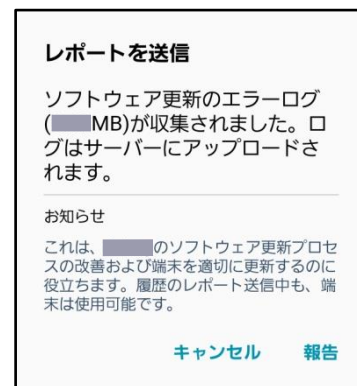 レポートを送信
ソフトウェア更新のエラーログ
(MB)が収集されました。ロ
グはサーバーにアップロードさ
れます。
お知らせ
これは、のソフトウェア更新プロセ
スの改善および端末を適切に更新するのに
役立ちます。履歴のレポート送信中も、端
末は使用可能です。
キャンセル 報告